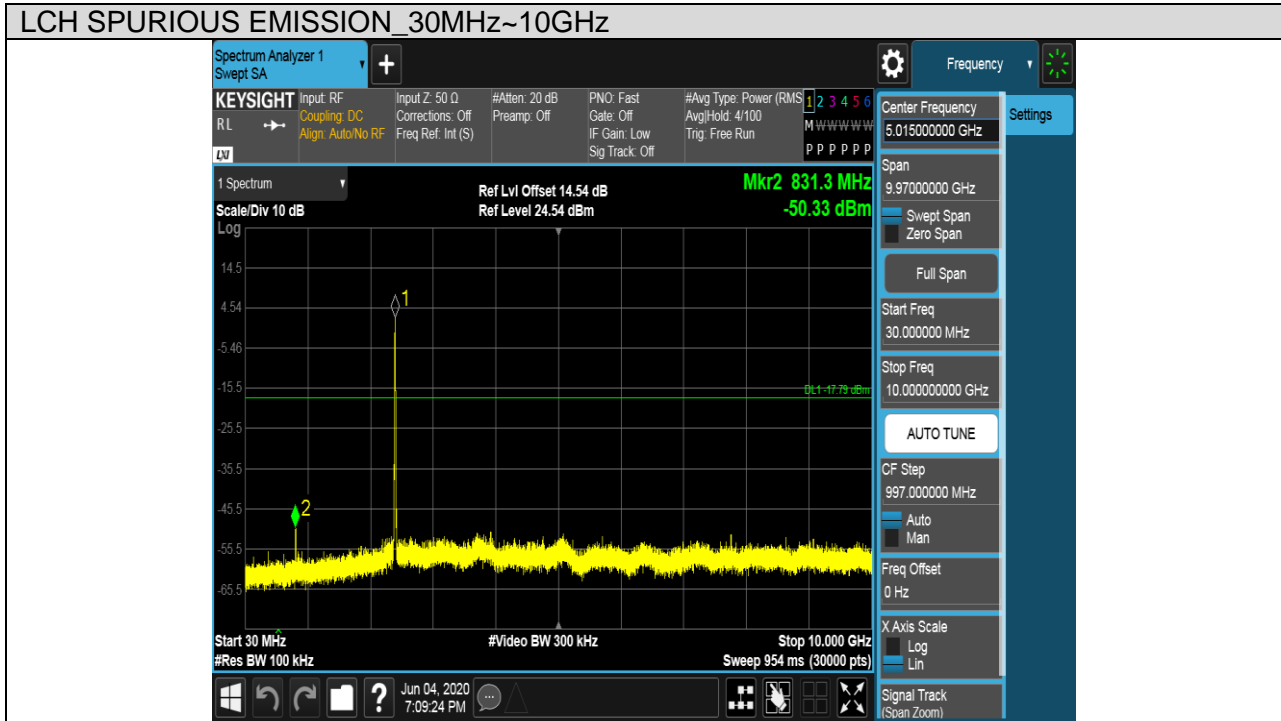 LCH SPURIOUS EMISSION_30MHz~10GHz
Spectrum Analyzer 1
Swept SA
Frequency
KEYSIGHT
RL
LXI
Input: RF
Coupling: DC
Align: Auto/No RF
Input Z: 50 Ω
Corrections: Off
Freq Ref: Int (S)
#Atten: 20 dB
Preamp: Off
PNO: Fast
Gate: Off
IF Gain: Low
Sig Track: Off
#Avg Type: Power (RMS
Avg|Hold: 4/100
Trig: Free Run
1 2 3 4 5 6
M W W W W W
P P P P P P
1 Spectrum
Scale/Div 10 dB
Ref Lvl Offset 14.54 dB
Ref Level 24.54 dBm
Mkr2 831.3 MHz
-50.33 dBm
Log
14.5
4.54
-5.46
-15.5
-25.5
-35.5
-45.5
-55.5
-65.5
1
2
DL1 -17.79 dBm
Start 30 MHz
#Res BW 100 kHz
#Video BW 300 kHz
Stop 10.000 GHz
Sweep 954 ms (30000 pts)
Jun 04, 2020
7:09:24 PM
?
Center Frequency
5.015000000 GHz
Settings
Span
9.97000000 GHz
Swept Span
Zero Span
Full Span
Start Freq
30.000000 MHz
Stop Freq
10.000000000 GHz
AUTO TUNE
CF Step
997.000000 MHz
Auto
Man
Freq Offset
0 Hz
X Axis Scale
Log
Lin
Signal Track
(Span Zoom)